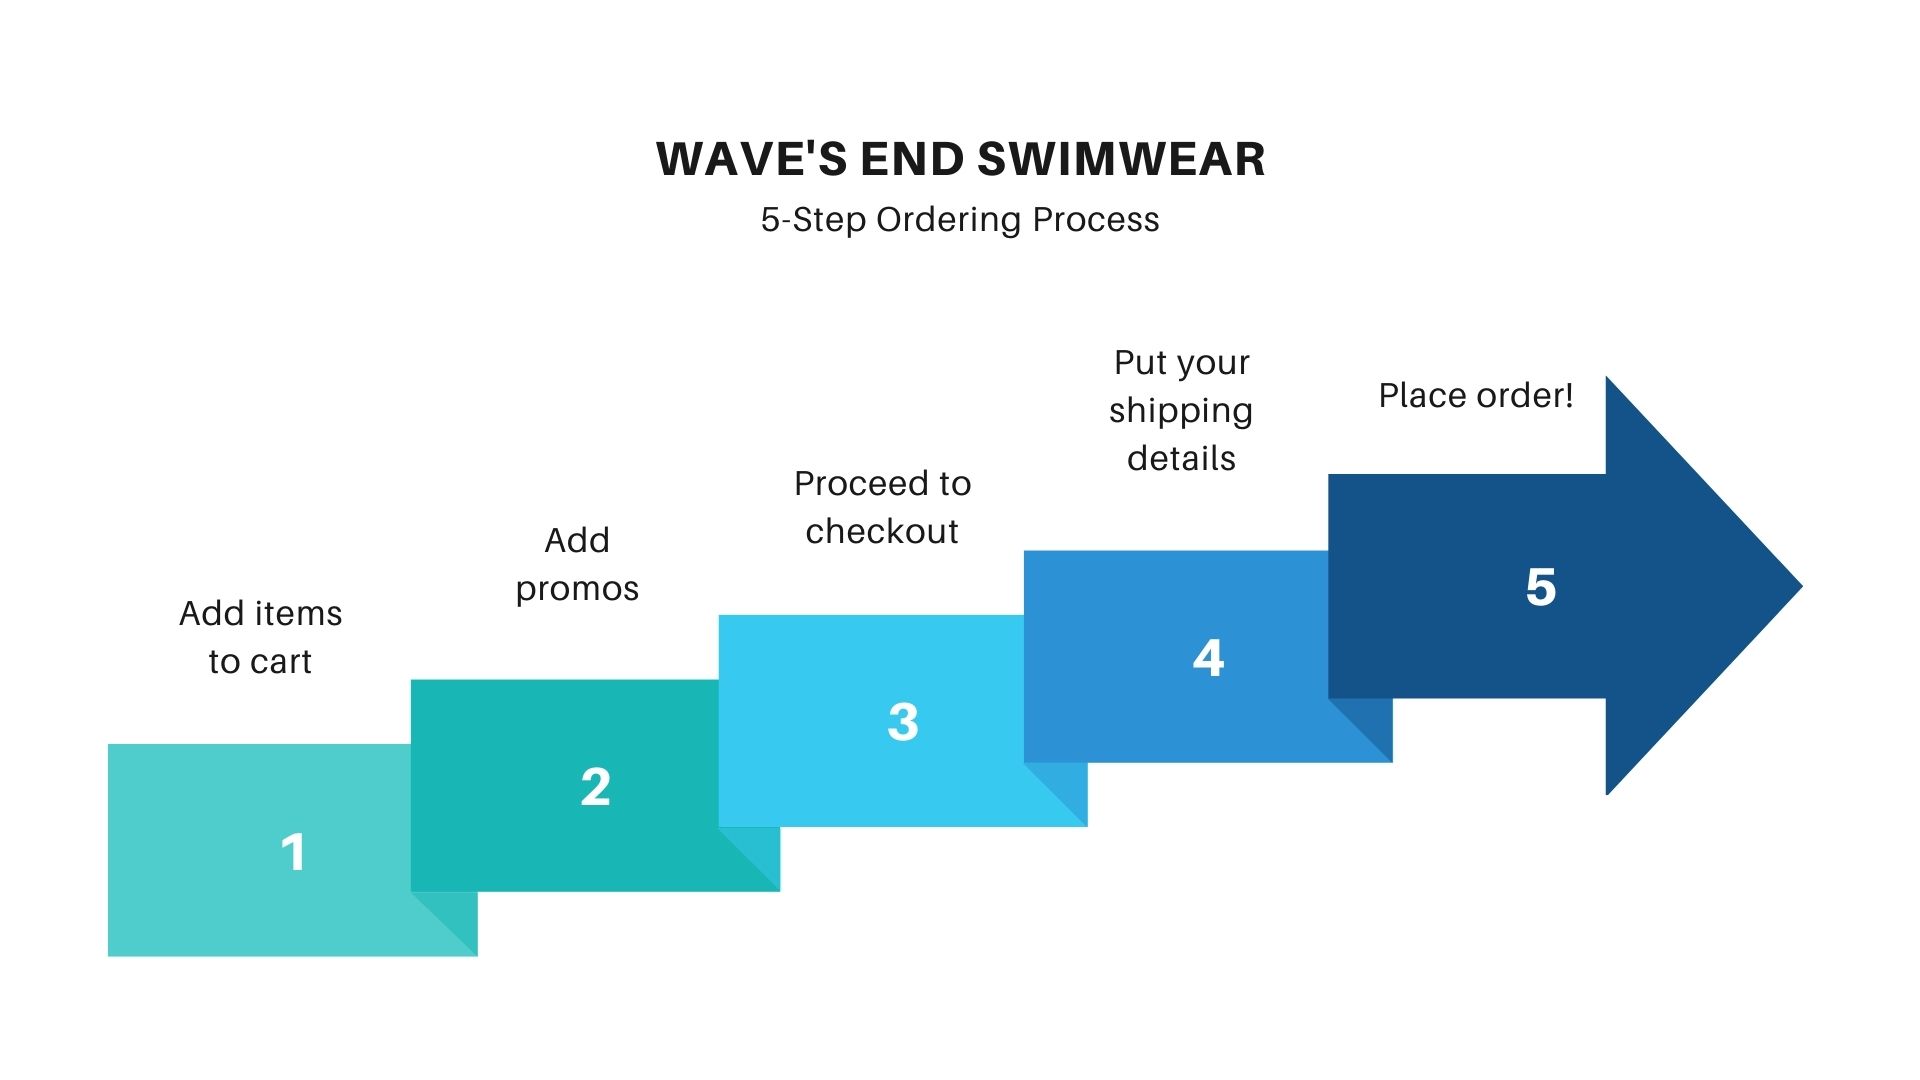 WAVE'S END SWIMWEAR
5-Step Ordering Process
Add items
to cart
1
Add
promos
2
Proceed to
checkout
3
Put your
shipping
details
4
Place order!
5